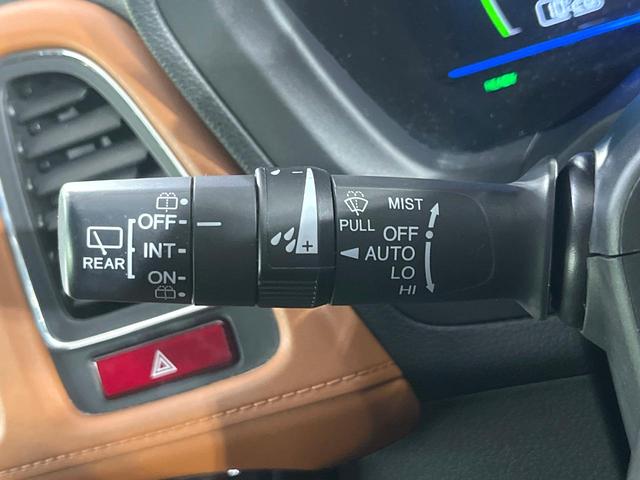 OFF
INT
ON
REAR
- +
PULL
MIST
OFF
AUTO
LO
HI